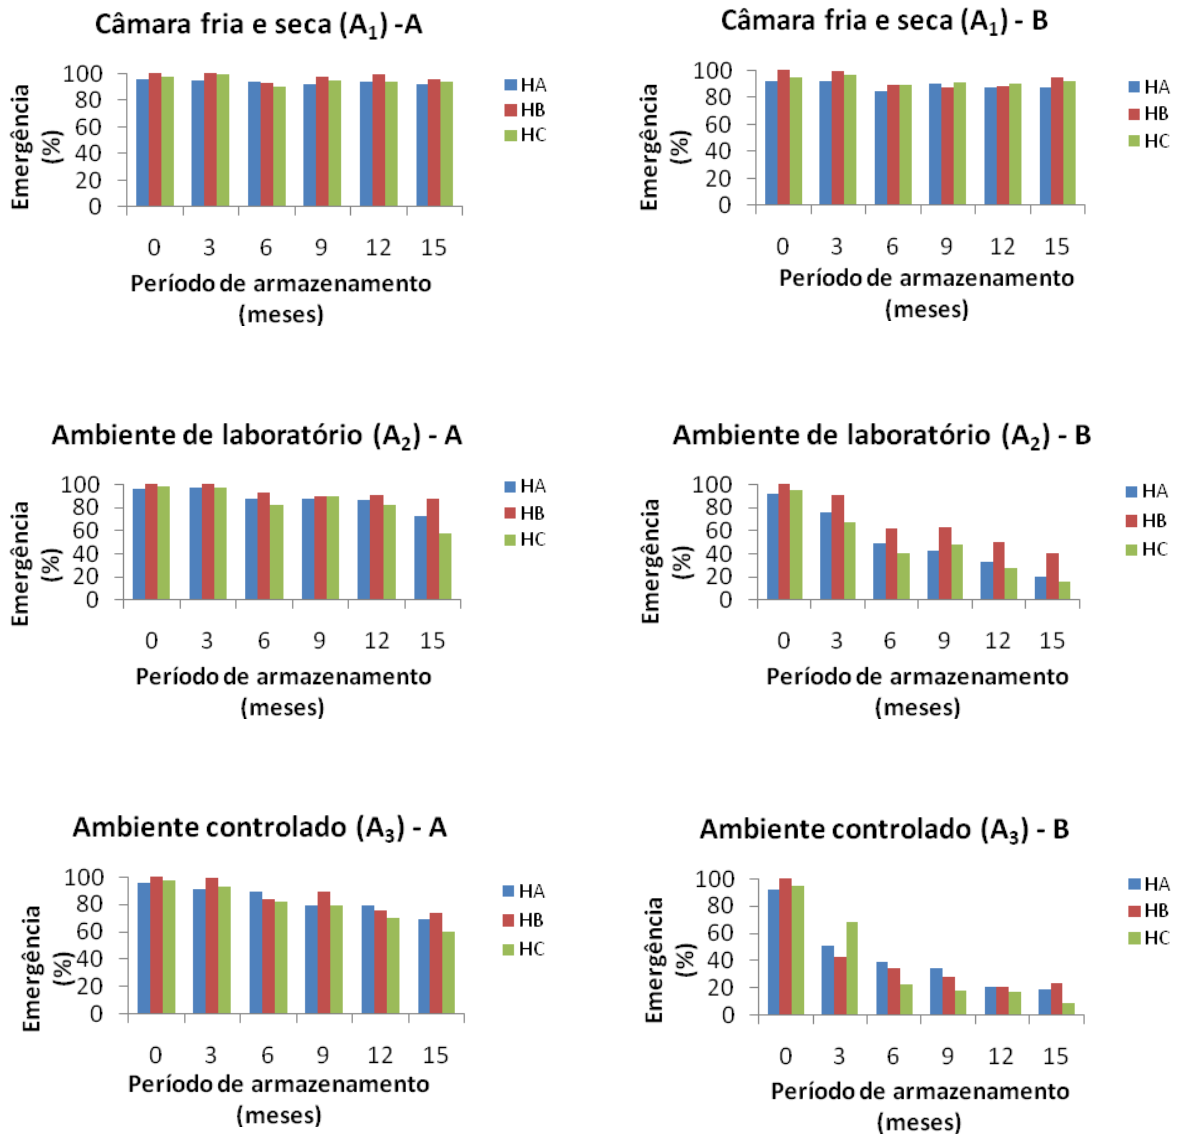 Câmara fria e seca (A1) -A
Emergência
(%)
100
80
60
40
20
0
0 3 6 9 12 15
Período de armazenamento
(meses)
HA
HB
HC
Câmara fria e seca (A1) - B
Emergência
(%)
100
80
60
40
20
0
0 3 6 9 12 15
Período de armazenamento
(meses)
HA
HB
HC
Ambiente de laboratório (A2) - A
Emergência
(%)
100
80
60
40
20
0
0 3 6 9 12 15
Período de armazenamento
(meses)
HA
HB
HC
Ambiente de laboratório (A2) - B
Emergência
(%)
100
80
60
40
20
0
0 3 6 9 12 15
Período de armazenamento
(meses)
HA
HB
HC
Ambiente controlado (A3) - A
Emergência
(%)
100
80
60
40
20
0
0 3 6 9 12 15
Período de armazenamento
(meses)
HA
HB
HC
Ambiente controlado (A3) - B
Emergência
(%)
100
80
60
40
20
0
0 3 6 9 12 15
Período de armazenamento
(meses)
HA
HB
HC